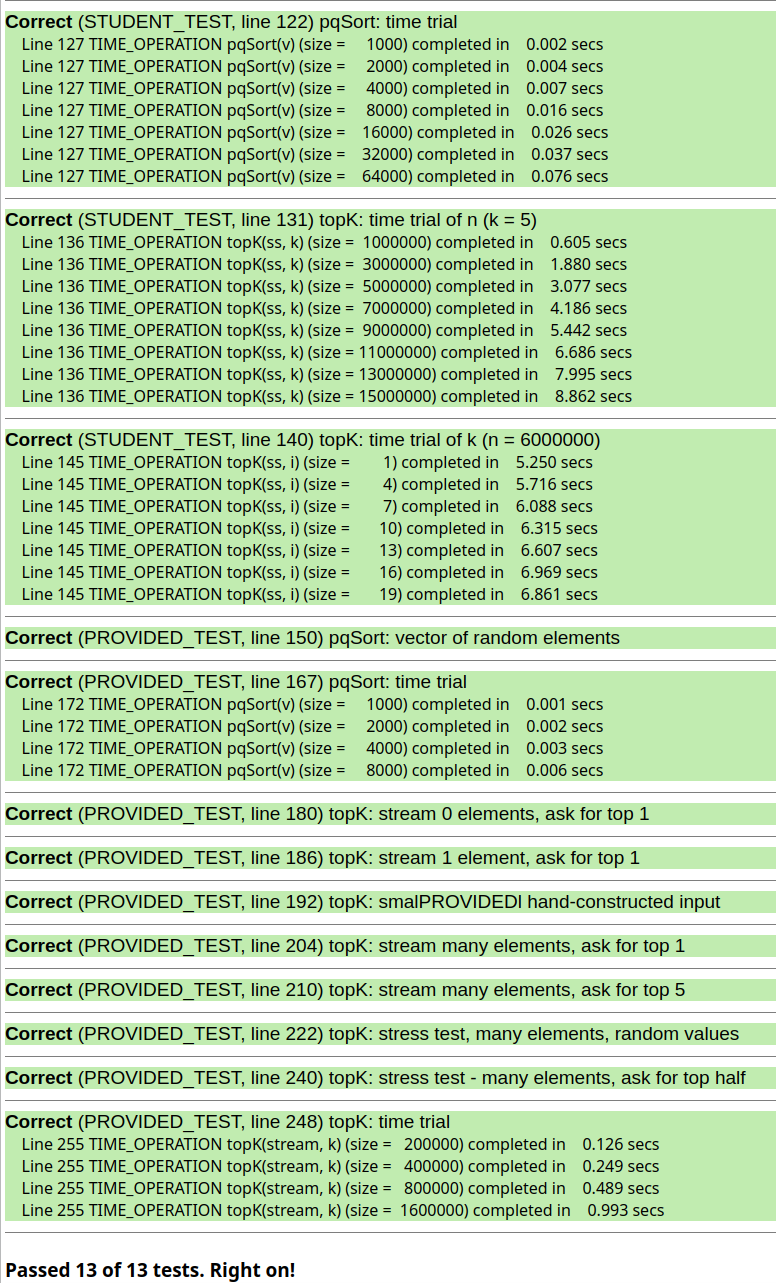 Correct (STUDENT_TEST, line 122) pqSort: time trial
Line 127 TIME_OPERATION pqSort(v) (size = 1000) completed in 0.002 secs
Line 127 TIME_OPERATION pqSort(v) (size = 2000) completed in 0.004 secs
Line 127 TIME_OPERATION pqSort(v) (size = 4000) completed in 0.007 secs
Line 127 TIME_OPERATION pqSort(v) (size = 8000) completed in 0.016 secs
Line 127 TIME_OPERATION pqSort(v) (size = 16000) completed in 0.026 secs
Line 127 TIME_OPERATION pqSort(v) (size = 32000) completed in 0.037 secs
Line 127 TIME_OPERATION pqSort(v) (size = 64000) completed in 0.076 secs
Correct (STUDENT_TEST, line 131) topK: time trial of n (k = 5)
Line 136 TIME_OPERATION topK(ss, k) (size = 1000000) completed in 0.605 secs
Line 136 TIME_OPERATION topK(ss, k) (size = 3000000) completed in 1.880 secs
Line 136 TIME_OPERATION topK(ss, k) (size = 5000000) completed in 3.077 secs
Line 136 TIME_OPERATION topK(ss, k) (size = 7000000) completed in 4.186 secs
Line 136 TIME_OPERATION topK(ss, k) (size = 9000000) completed in 5.442 secs
Line 136 TIME_OPERATION topK(ss, k) (size = 11000000) completed in 6.686 secs
Line 136 TIME_OPERATION topK(ss, k) (size = 13000000) completed in 7.995 secs
Line 136 TIME_OPERATION topK(ss, k) (size = 15000000) completed in 8.862 secs
Correct (STUDENT_TEST, line 140) topK: time trial of k (n = 6000000)
Line 145 TIME_OPERATION topK(ss, i) (size = 1) completed in 5.250 secs
Line 145 TIME_OPERATION topK(ss, i) (size = 4) completed in 5.716 secs
Line 145 TIME_OPERATION topK(ss, i) (size = 7) completed in 6.088 secs
Line 145 TIME_OPERATION topK(ss, i) (size = 10) completed in 6.315 secs
Line 145 TIME_OPERATION topK(ss, i) (size = 13) completed in 6.607 secs
Line 145 TIME_OPERATION topK(ss, i) (size = 16) completed in 6.969 secs
Line 145 TIME_OPERATION topK(ss, i) (size = 19) completed in 6.861 secs
Correct (PROVIDED_TEST, line 150) pqSort: vector of random elements
Correct (PROVIDED_TEST, line 167) pqSort: time trial
Line 172 TIME_OPERATION pqSort(v) (size = 1000) completed in 0.001 secs
Line 172 TIME_OPERATION pqSort(v) (size = 2000) completed in 0.002 secs
Line 172 TIME_OPERATION pqSort(v) (size = 4000) completed in 0.003 secs
Line 172 TIME_OPERATION pqSort(v) (size = 8000) completed in 0.006 secs
Correct (PROVIDED_TEST, line 180) topK: stream 0 elements, ask for top 1
Correct (PROVIDED_TEST, line 186) topK: stream 1 element, ask for top 1
Correct (PROVIDED_TEST, line 192) topK: smalPROVIDEDl hand-constructed input
Correct (PROVIDED_TEST, line 204) topK: stream many elements, ask for top 1
Correct (PROVIDED_TEST, line 210) topK: stream many elements, ask for top 5
Correct (PROVIDED_TEST, line 222) topK: stress test, many elements, random values
Correct (PROVIDED_TEST, line 240) topK: stress test - many elements, ask for top half
Correct (PROVIDED_TEST, line 248) topK: time trial
Line 255 TIME_OPERATION topK(stream, k) (size = 200000) completed in 0.126 secs
Line 255 TIME_OPERATION topK(stream, k) (size = 400000) completed in 0.249 secs
Line 255 TIME_OPERATION topK(stream, k) (size = 800000) completed in 0.489 secs
Line 255 TIME_OPERATION topK(stream, k) (size = 1600000) completed in 0.993 secs
Passed 13 of 13 tests. Right on!